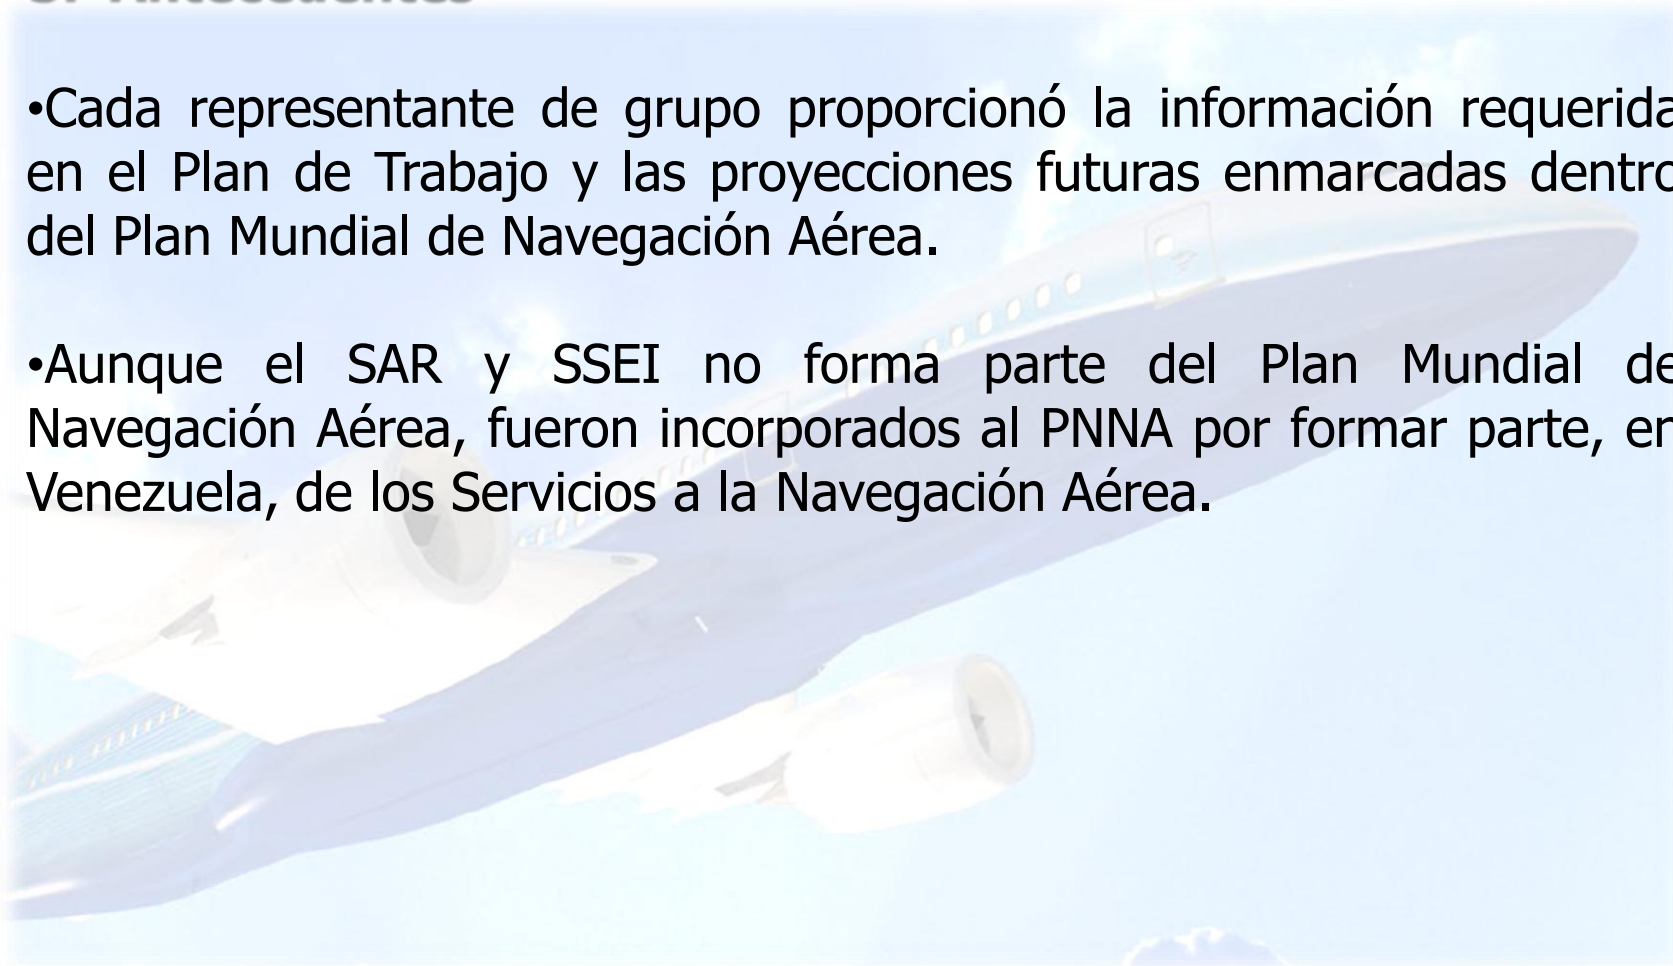 •Cada representante de grupo proporcionó la información requerida
en el Plan de Trabajo y las proyecciones futuras enmarcadas dentro
del Plan Mundial de Navegación Aérea.
•Aunque el SAR y SSEI no forma parte del Plan Mundial de
Navegación Aérea, fueron incorporados al PNNA por formar parte, en
Venezuela, de los Servicios a la Navegación Aérea.